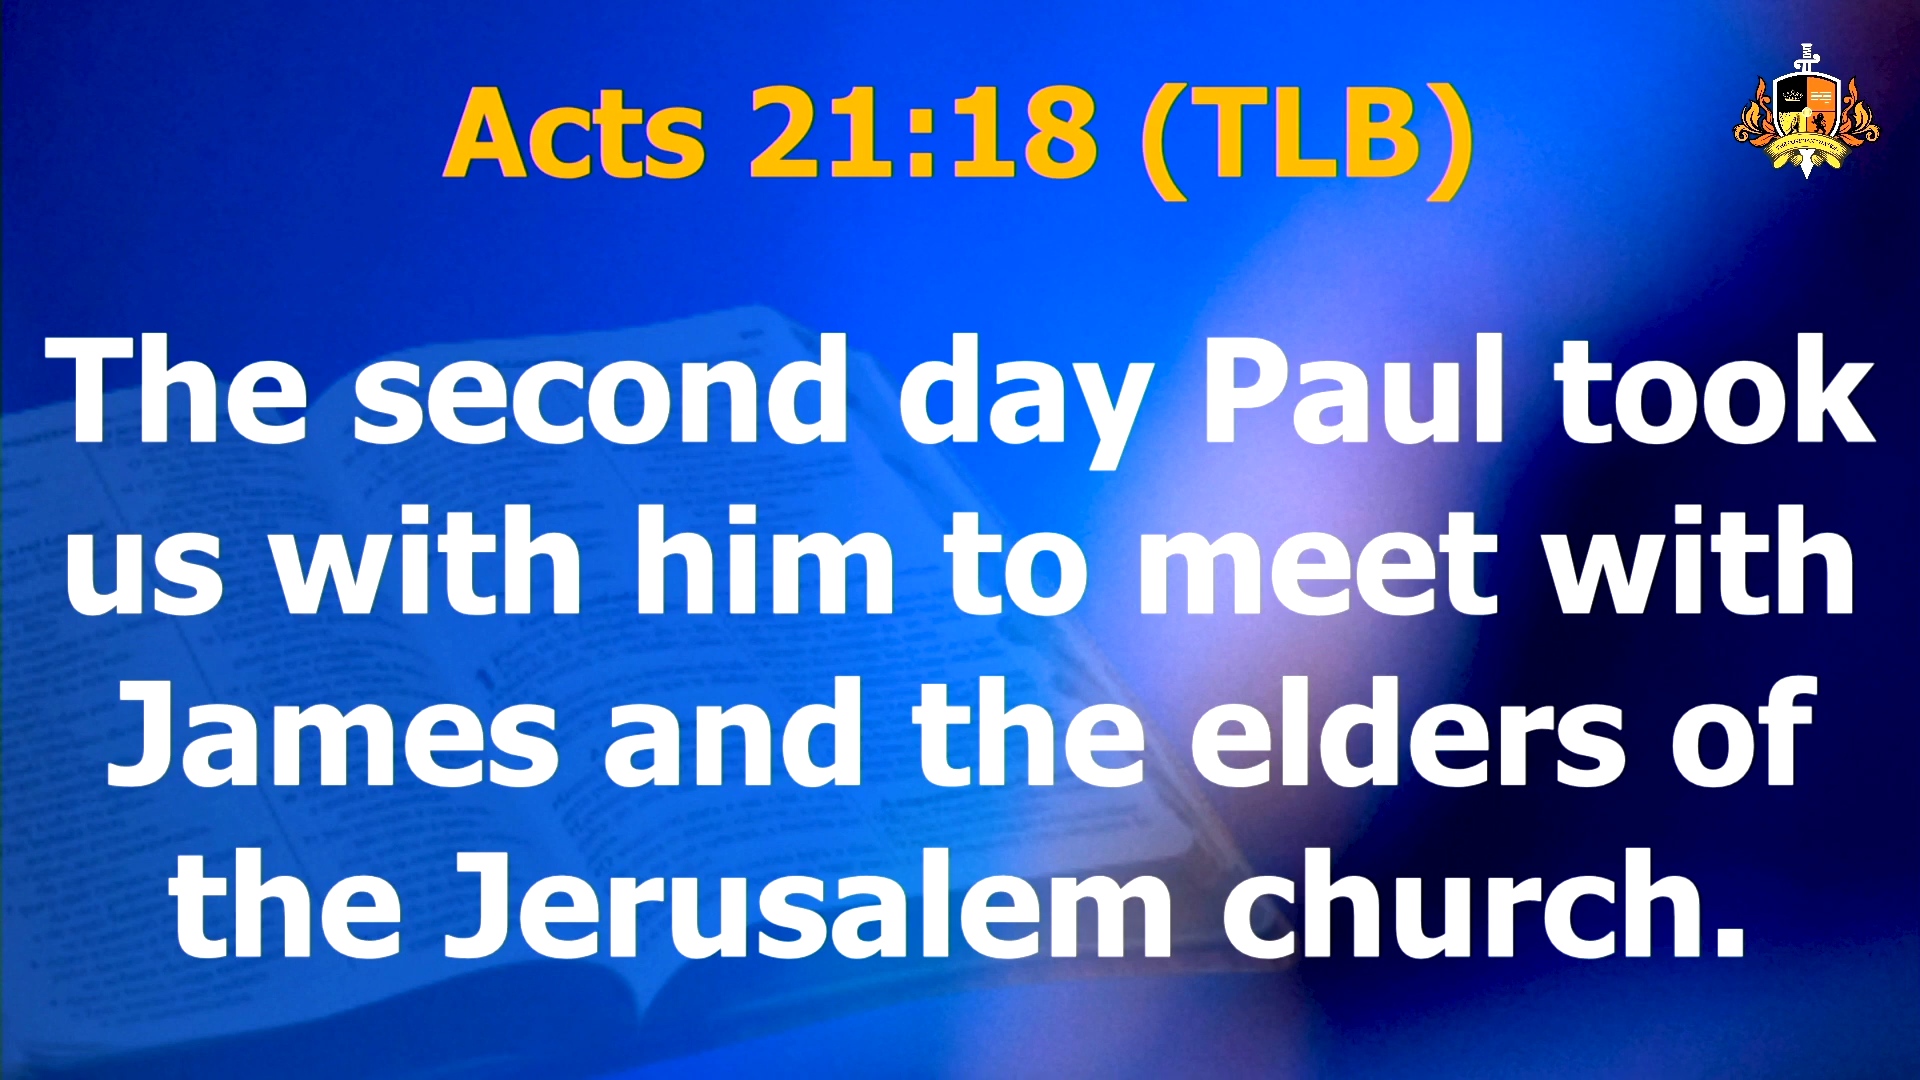 Acts 21:18 (TLB)
The second day Paul took
us with him to meet with
James and the elders of
the Jerusalem church.